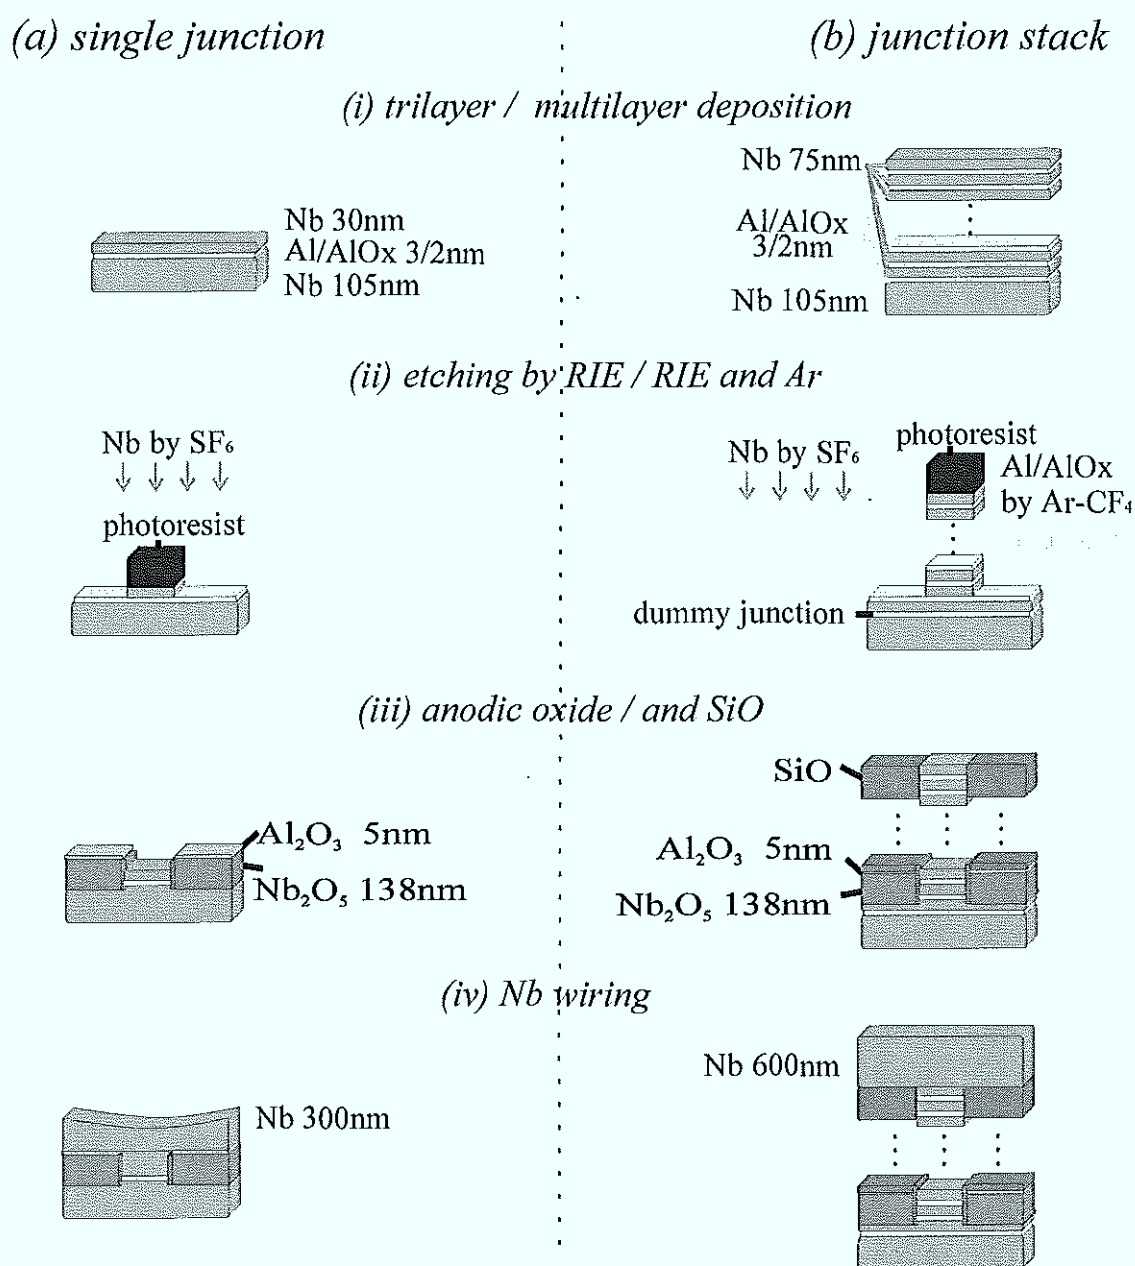 (a) single junction
(b) junction stack
(i) trilayer / multilayer deposition
Nb 30nm
Al/AlOx 3/2nm
Nb 105nm
Nb 75nm
Al/AlOx
3/2nm
Nb 105nm
(ii) etching by RIE / RIE and Ar
Nb by SF₆
photoresist
Nb by SF₆
photoresist
Al/AlOx
by Ar-CF₄
dummy junction
(iii) anodic oxide / and SiO
Al₂O₃ 5nm
Nb₂O₅ 138nm
SiO
Al₂O₃ 5nm
Nb₂O₅ 138nm
(iv) Nb wiring
Nb 300nm
Nb 600nm